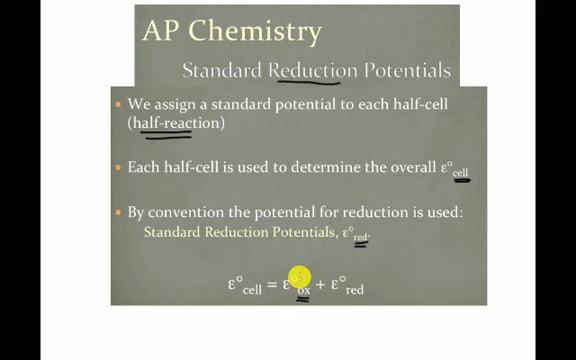 AP Chemistry
Standard Reduction Potentials
• We assign a standard potential to each half-cell
(half-reaction)
• Each half-cell is used to determine the overall ε°cell
• By convention the potential for reduction is used:
Standard Reduction Potentials, ε°red.
ε°cell = ε°ox + ε°red